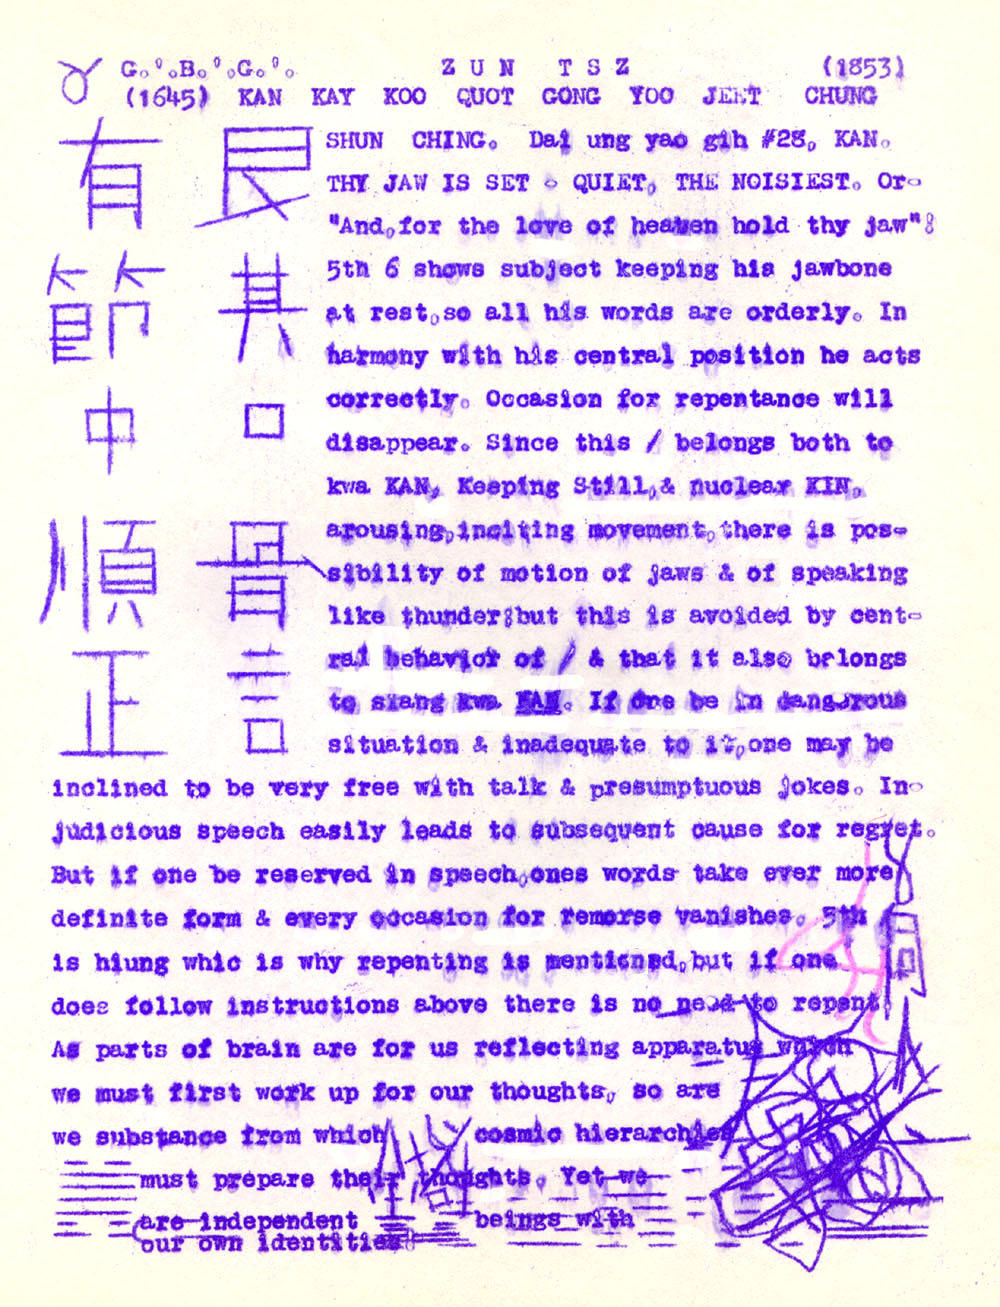 G. B. G. ZUN TSZ (1853)
(1645) KAN KAY KOO QUOT GONG YOO JEET CHUNG
SHUN CHING. Dai ung yao gih #28, KAN.
THY JAW IS SET & QUIET, THE NOISIEST. Or-
"And,for the love of heaven hold thy jaw":
5th 6 shows subject keeping his jawbone
at rest,so all his words are orderly. In
harmony with his central position he acts
correctly. Occasion for repentance will
disappear. Since this / belongs both to
kwa KAN, Keeping Still,& nuclear KIN,
arousing,inciting movement,there is pos-
sibility of motion of jaws & of speaking
like thunder;but this is avoided by cent-
ral behavior of / & that it also belongs
to siang kwa KAN. If one be in dangerous
situation & inadequate to it,one may be
inclined to be very free with talk & presumptuous jokes. In-
judicious speech easily leads to subsequent cause for regret.
But if one be reserved in speech,ones words take ever more
definite form & every occasion for remorse vanishes. 5th
is hiung whic is why repenting is mentioned,but if one
does follow instructions above there is no need to repent!
As parts of brain are for us reflecting apparatus which
we must first work up for our thoughts, so are
we substance from which cosmic hierarchies
must prepare their thoughts. Yet we
are independent beings with
our own identities.
艮其口
言
有節中順正